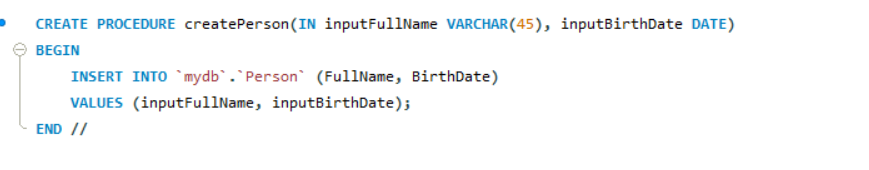 CREATE PROCEDURE createPerson(IN inputFullName VARCHAR(45), inputBirthDate DATE)
BEGIN
INSERT INTO `mydb`.`Person` (FullName, BirthDate)
VALUES (inputFullName, inputBirthDate);
END //